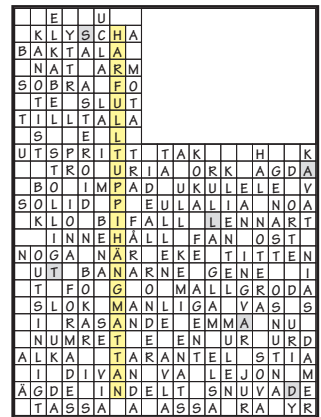 E U
KLYSCHA
BAKTALA
NAT ARM
SOBRA FO
TE SLUT
TILLTALA
S E L
UTSPRITT TAK H K
TRO URIA ORK AGDA
BO IMPAD UKULELE V
SOLID P EULALIA NOA
KLO BIFALL LENNART
INNEHÅLL FAN OST T
NOGA NÄR EKE TITTEN
UT BANARNE GENE I
T FO G O MALLGRODA
SLOK MANLIGA VAS S
I RASANDE EMMA NU
NUMRET E EN UR URD
ALKA T TARANTEL STIA
I DIVAN VA LEJON M
ÄGDE INDELT SNUVADE
TASSA A ASSA RA YR